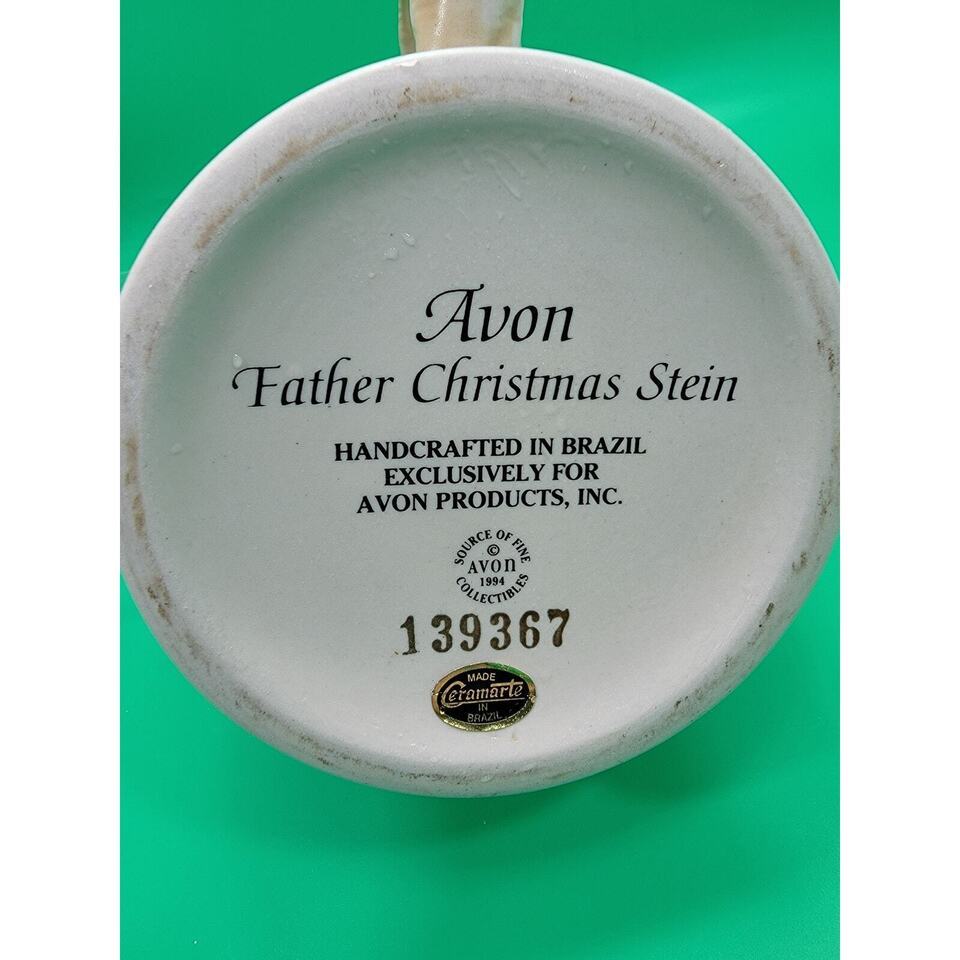 Avon
Father Christmas Stein
HANDCRAFTED IN BRAZIL
EXCLUSIVELY FOR
AVON PRODUCTS, INC.
SOURCE OF FINE
©
AVON
1994
COLLECTIBLES
139367
MADE
Ceramarte
IN
BRAZIL